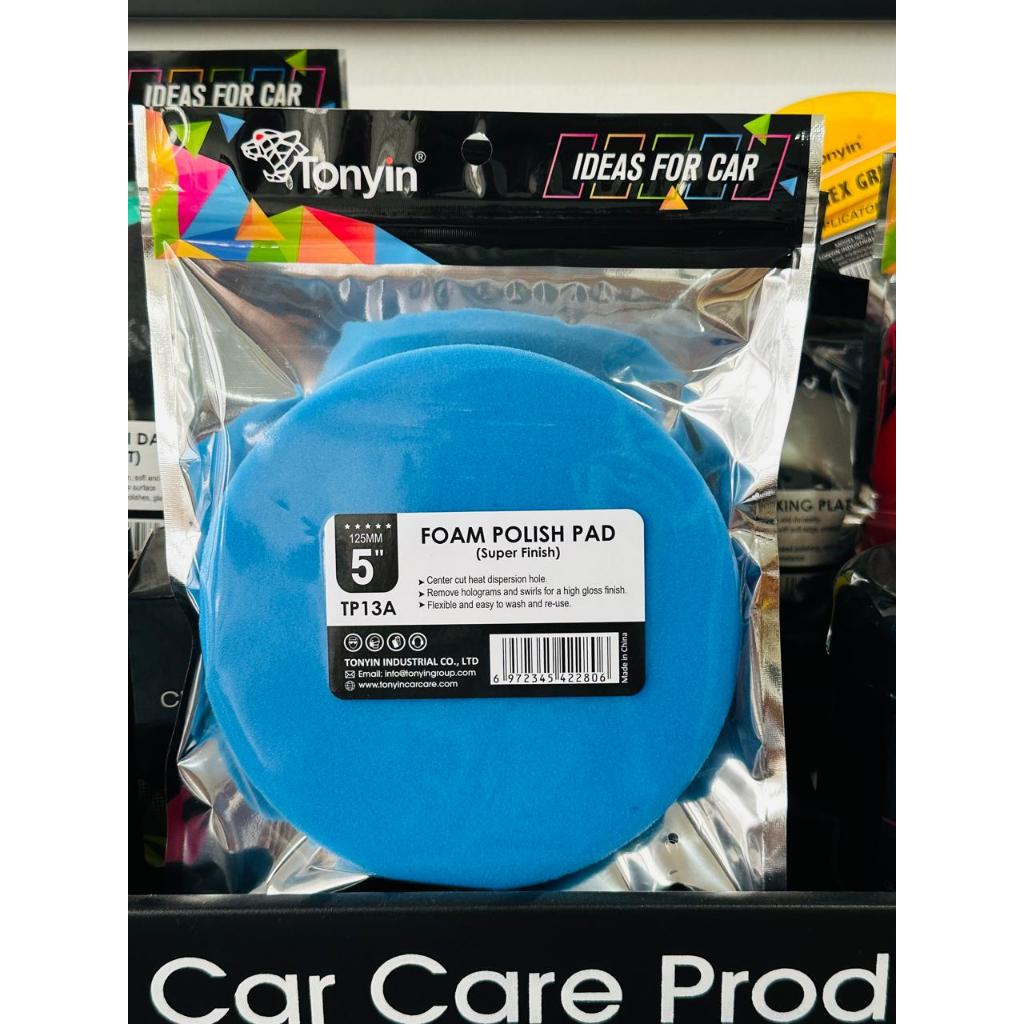 IDEAS FOR CAR
Tonyin®
IDEAS FOR CAR
★★★★★
125MM
5"
TP13A
FOAM POLISH PAD
(Super Finish)
➤ Center cut heat dispersion hole.
➤ Remove holograms and swirls for a high gloss finish.
➤ Flexible and easy to wash and re-use.
TONYIN INDUSTRIAL CO., LTD
Email: info@tonyingroup.com
www.tonyincarcare.com
6 972345 422806
Made in China
KING PLAT
Car Care Prod